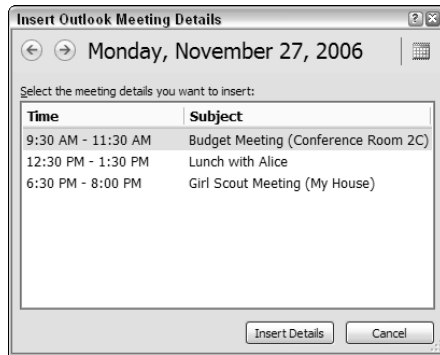 Insert Outlook Meeting Details
Monday, November 27, 2006
Select the meeting details you want to insert:
Time Subject
9:30 AM - 11:30 AM Budget Meeting (Conference Room 2C)
12:30 PM - 1:30 PM Lunch with Alice
6:30 PM - 8:00 PM Girl Scout Meeting (My House)
Insert Details Cancel